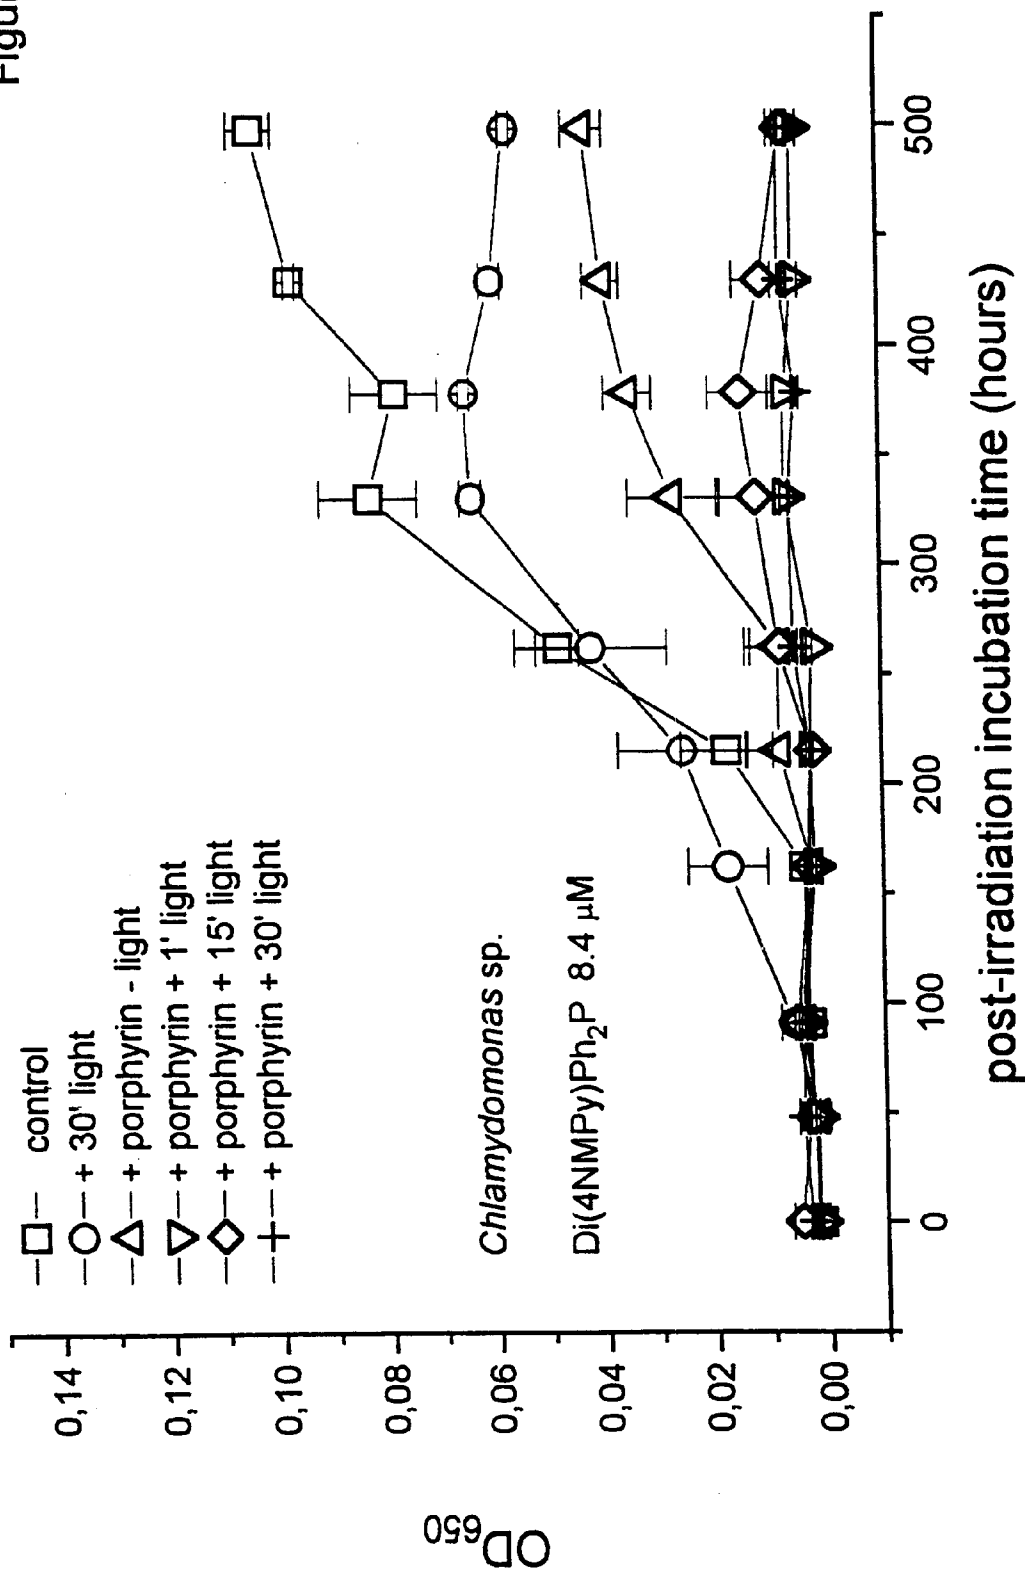 control
+ 30' light
+ porphyrin - light
+ porphyrin + 1' light
+ porphyrin + 15' light
+ porphyrin + 30' light
Chlamydomonas sp.
Di(4NMPy)Ph₂P 8.4 µM
OD₆₅₀
0,14
0,12
0,10
0,08
0,06
0,04
0,02
0,00
0
100
200
300
400
500
post-irradiation incubation time (hours)